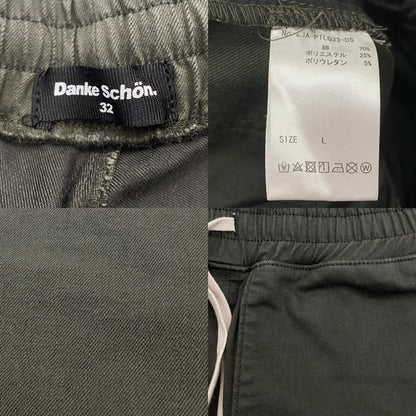 Danke Schön.
32
綿 70%
ポリエステル 25%
ポリウレタン 5%
SIZE L
W